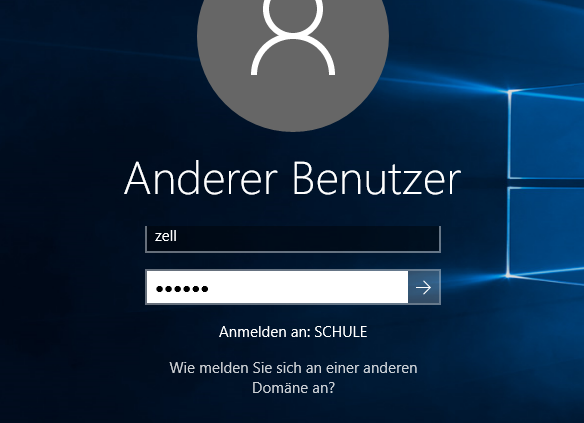 Anderer Benutzer
zell
••••••
Anmelden an: SCHULE
Wie melden Sie sich an einer anderen
Domäne an?